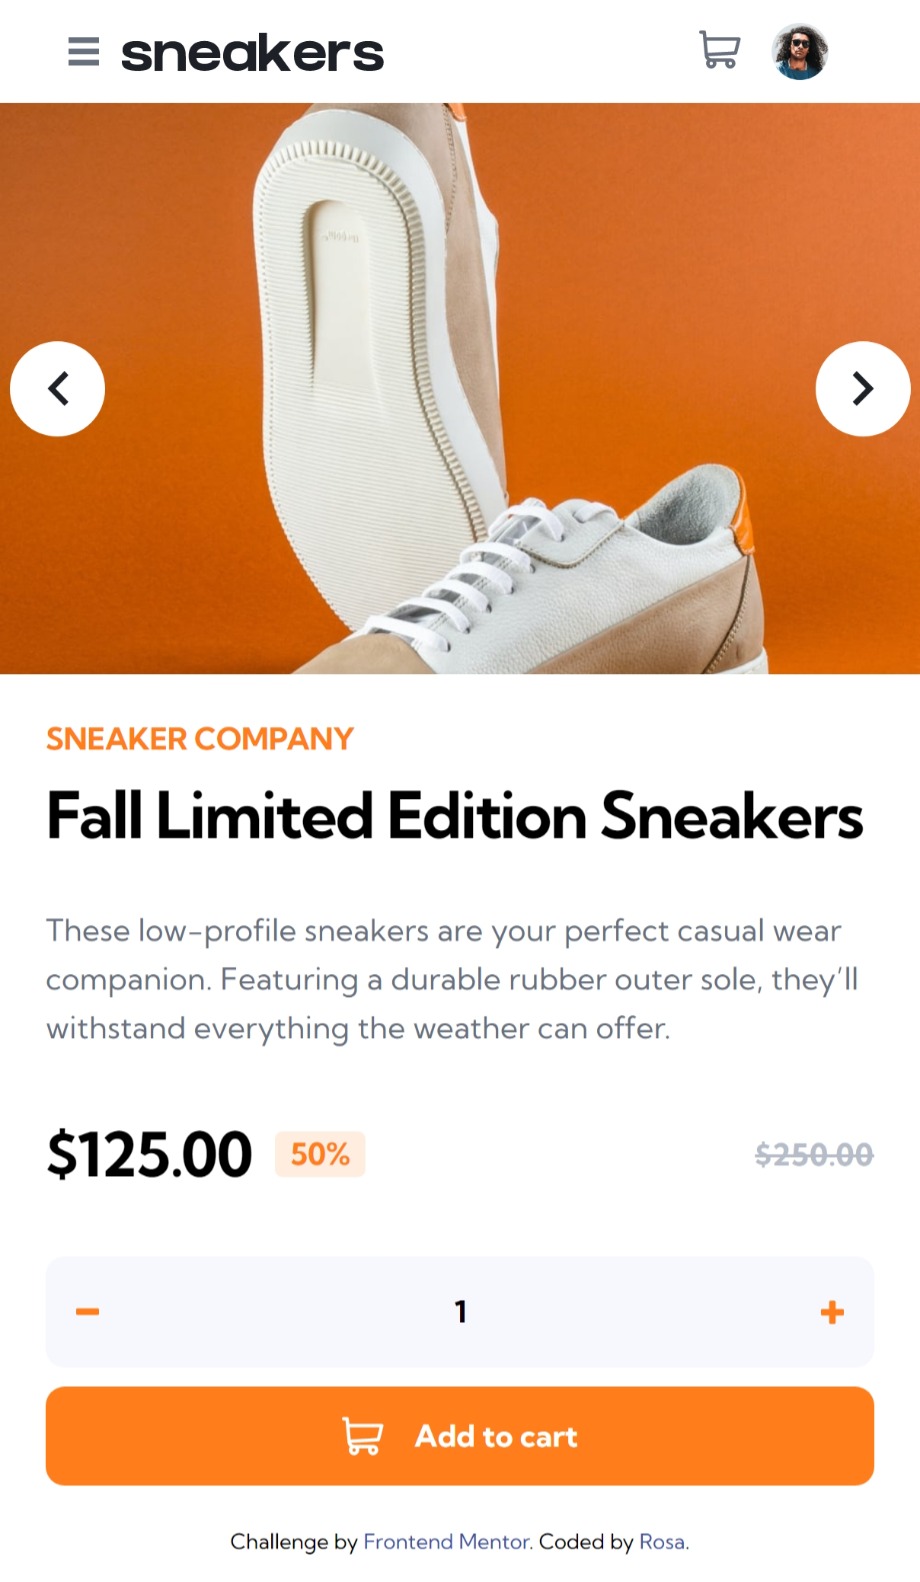 sneakers
SNEAKER COMPANY
Fall Limited Edition Sneakers
These low-profile sneakers are your perfect casual wear
companion. Featuring a durable rubber outer sole, they’ll
withstand everything the weather can offer.
$125.00 50% $250.00
1
Add to cart
Challenge by Frontend Mentor. Coded by Rosa.